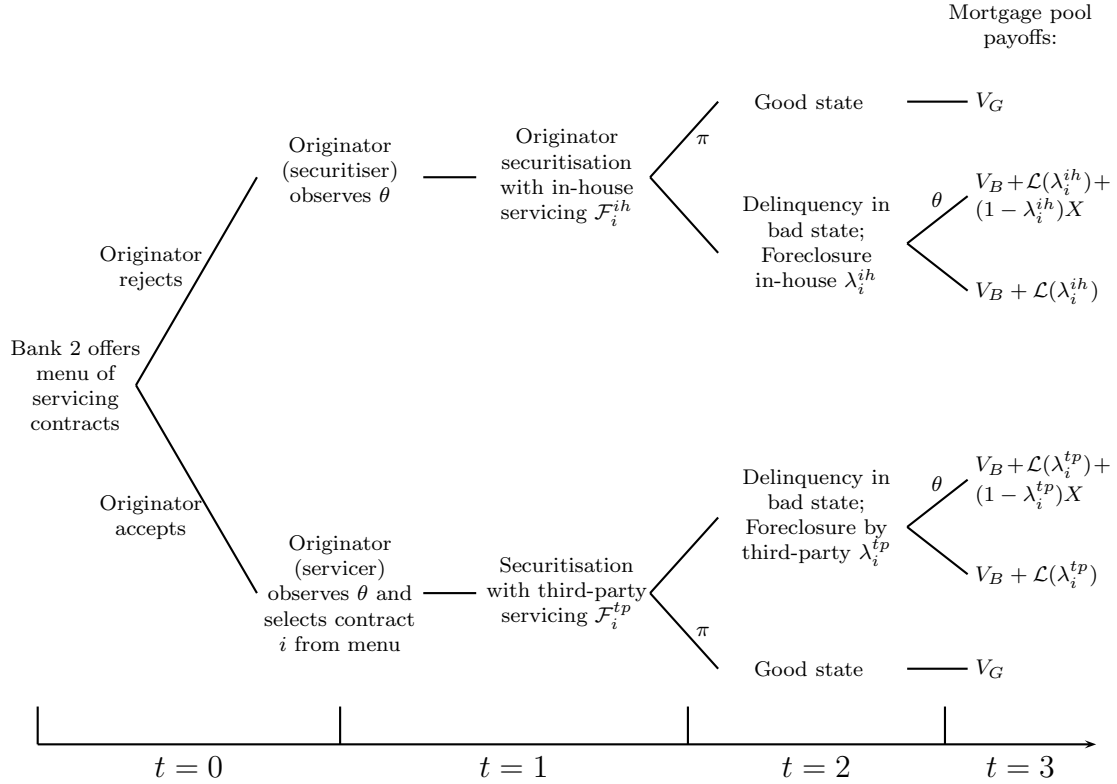 Mortgage pool
payoffs:
Good state
V_G
π
Originator
(securitiser)
observes θ
Originator
securitisation
with in-house
servicing F_i^{ih}
Delinquency in
bad state;
Foreclosure
in-house λ_i^{ih}
θ
V_B + L(λ_i^{ih}) +
(1 − λ_i^{ih})X
V_B + L(λ_i^{ih})
Originator
rejects
Bank 2 offers
menu of
servicing
contracts
Originator
accepts
Originator
(servicer)
observes θ and
selects contract
i from menu
Securitisation
with third-party
servicing F_i^{tp}
Delinquency in
bad state;
Foreclosure by
third-party λ_i^{tp}
θ
V_B + L(λ_i^{tp}) +
(1 − λ_i^{tp})X
V_B + L(λ_i^{tp})
π
Good state
V_G
t = 0
t = 1
t = 2
t = 3